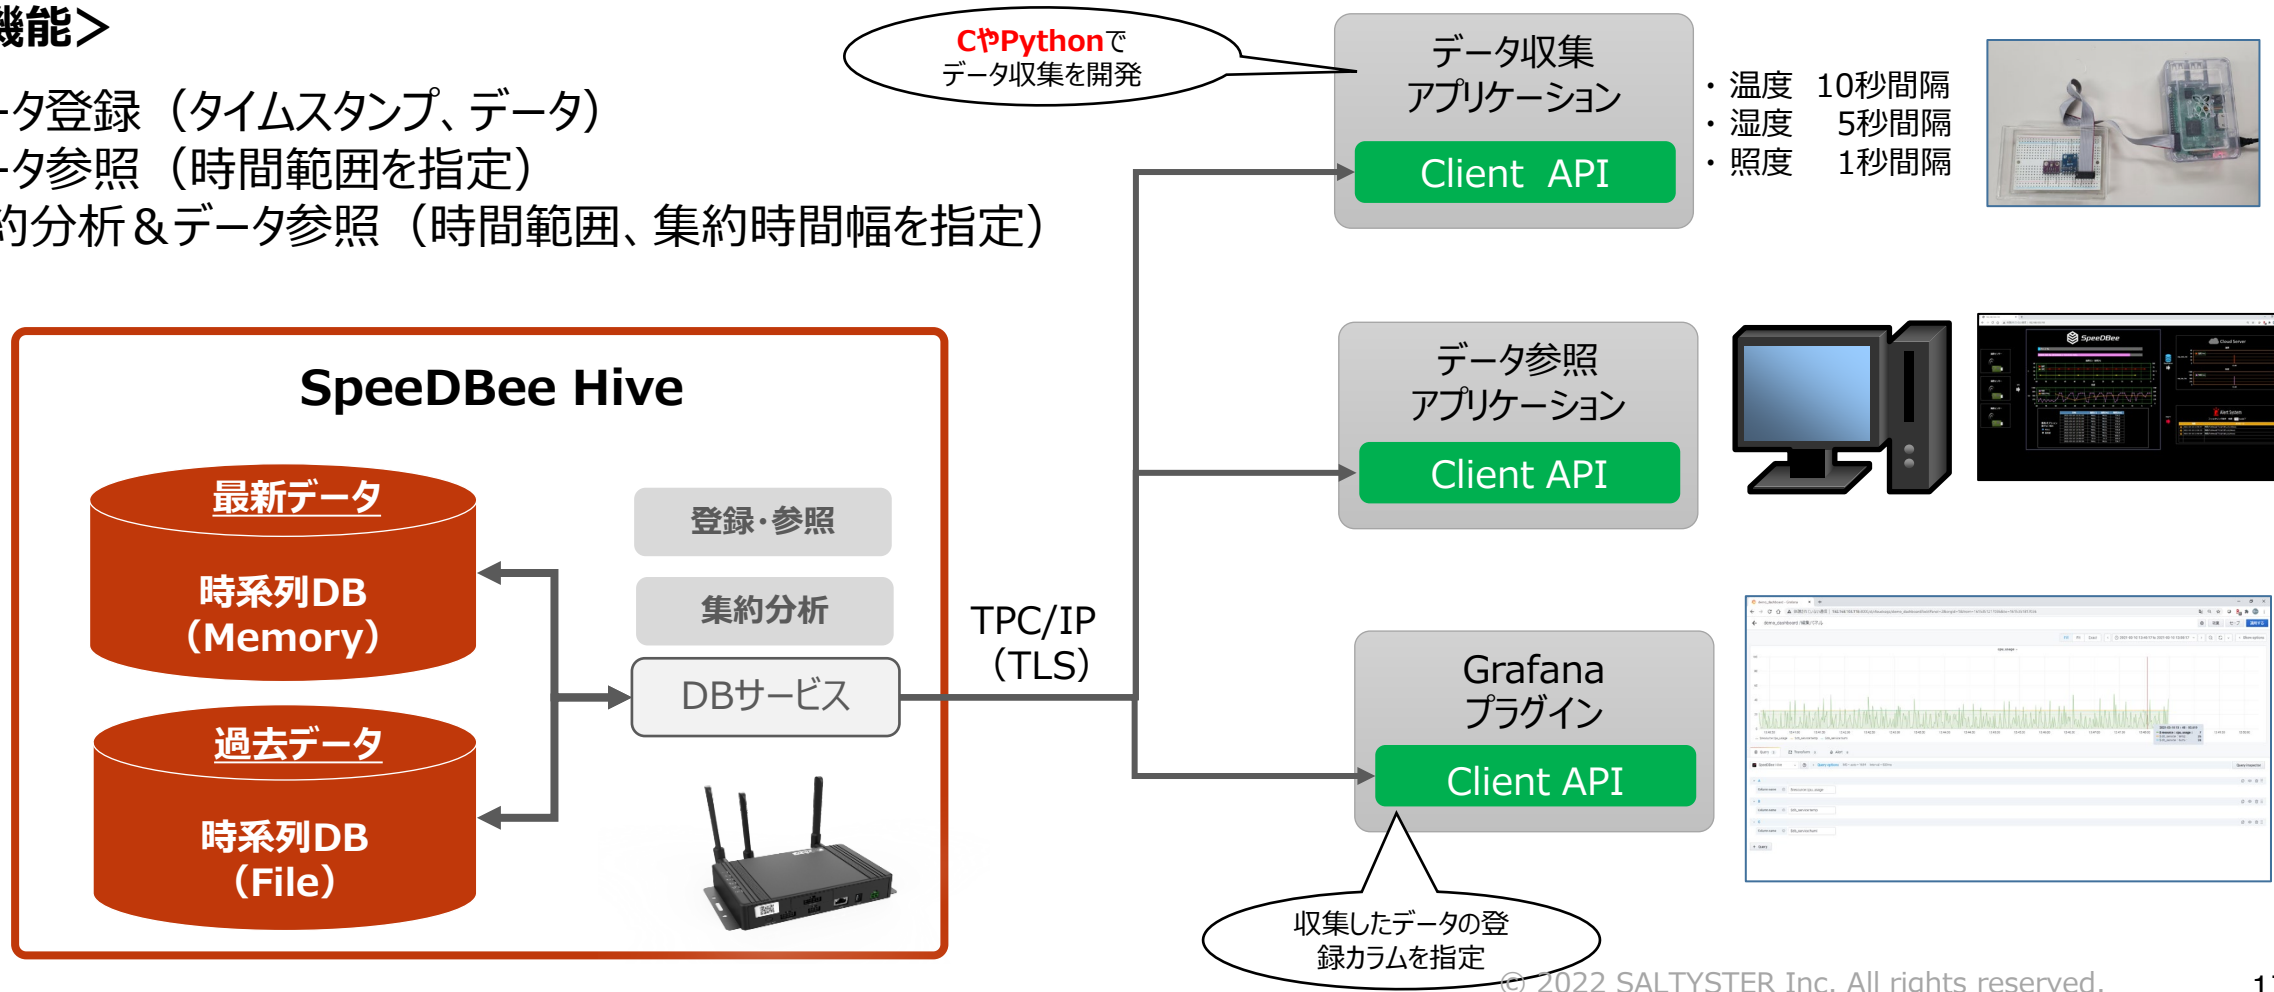 機能＞
ータ登録（タイムスタンプ、データ）
ータ参照（時間範囲を指定）
約分析＆データ参照（時間範囲、集約時間幅を指定）
CやPythonで
データ収集を開発
データ収集
アプリケーション
Client API
・温度 10秒間隔
・湿度 5秒間隔
・照度 1秒間隔
SpeeDBee Hive
最新データ
時系列DB
（Memory）
過去データ
時系列DB
（File）
登録・参照
集約分析
DBサービス
TPC/IP
（TLS）
データ参照
アプリケーション
Client API
SpeeDBee
Cloud Server
Alert System
Grafana
プラグイン
Client API
収集したデータの登
録カラムを指定
© 2022 SALTYSTER Inc. All rights reserved.